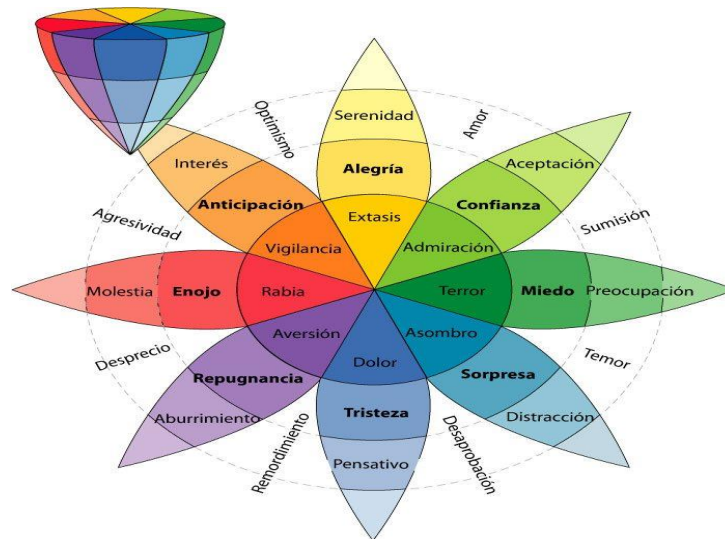 Optimismo
Serenidad
Amor
Interés
Alegría
Aceptación
Agresividad
Anticipación
Extasis
Confianza
Sumisión
Vigilancia
Admiración
Molestia
Enojo
Rabia
Terror
Miedo
Preocupación
Aversión
Asombro
Desprecio
Repugnancia
Dolor
Sorpresa
Temor
Aburrimiento
Tristeza
Distracción
Remordimiento
Pensativo
Desaprobación